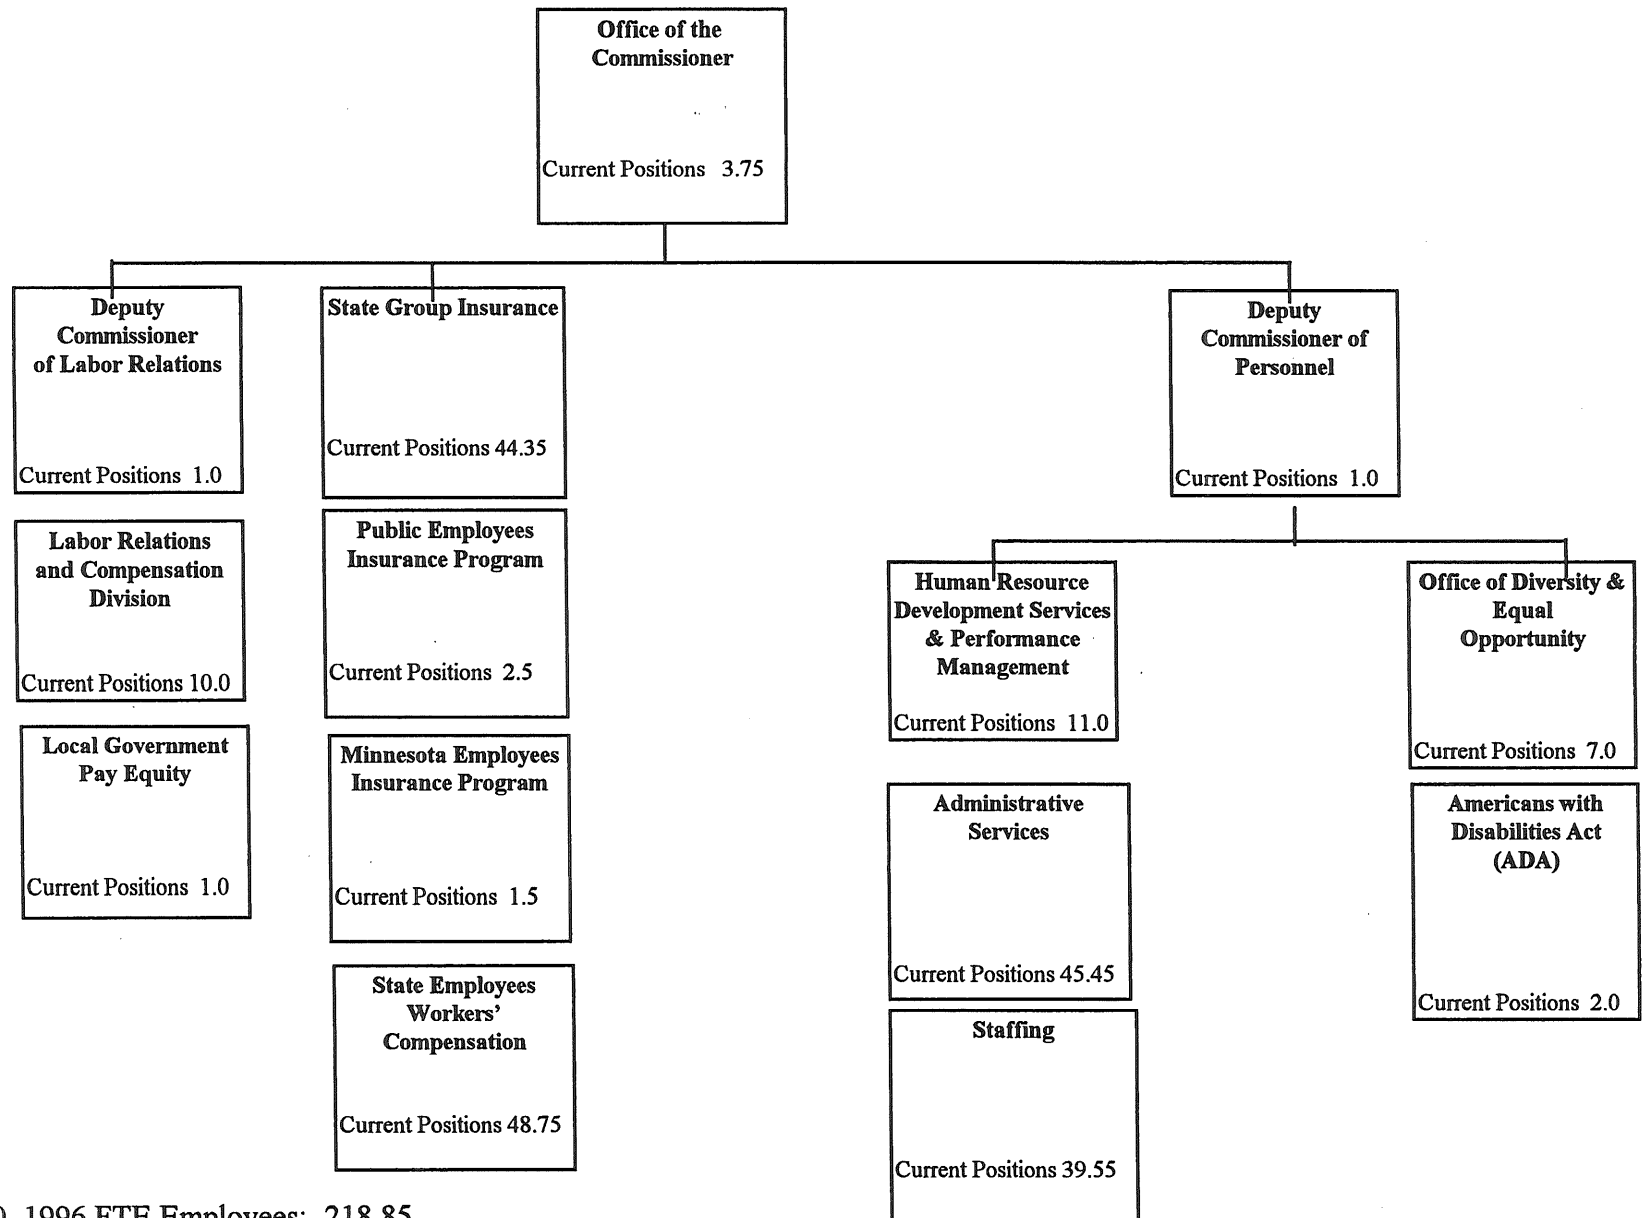 Office of the
Commissioner
Current Positions 3.75
Deputy
Commissioner
of Labor Relations
Current Positions 1.0
State Group Insurance
Current Positions 44.35
Deputy
Commissioner of
Personnel
Current Positions 1.0
Labor Relations
and Compensation
Division
Current Positions 10.0
Public Employees
Insurance Program
Current Positions 2.5
Human Resource
Development Services
& Performance
Management
Current Positions 11.0
Office of Diversity &
Equal
Opportunity
Current Positions 7.0
Local Government
Pay Equity
Current Positions 1.0
Minnesota Employees
Insurance Program
Current Positions 1.5
Administrative
Services
Current Positions 45.45
Americans with
Disabilities Act
(ADA)
Current Positions 2.0
State Employees
Workers'
Compensation
Current Positions 48.75
Staffing
Current Positions 39.55
1996 FTE Employees: 218.85